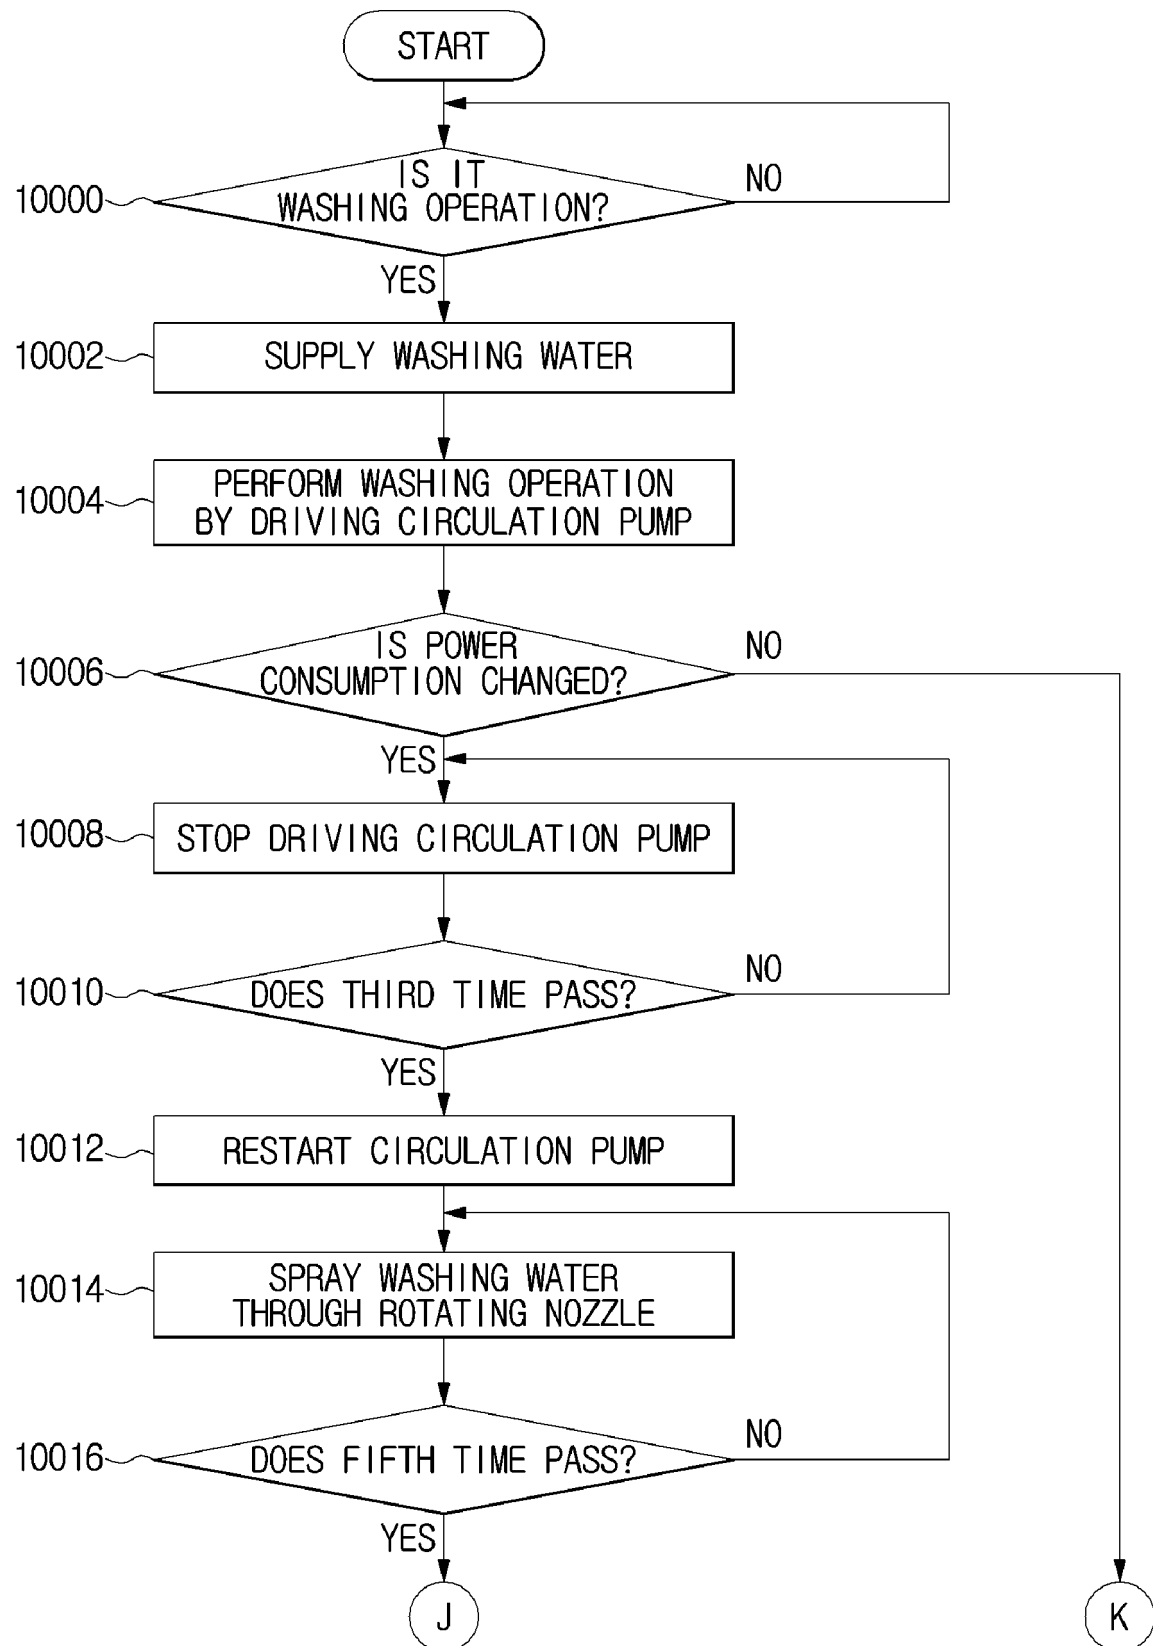 START
10000
IS IT
WASHING OPERATION?
NO
YES
10002
SUPPLY WASHING WATER
10004
PERFORM WASHING OPERATION
BY DRIVING CIRCULATION PUMP
10006
IS POWER
CONSUMPTION CHANGED?
NO
YES
10008
STOP DRIVING CIRCULATION PUMP
10010
DOES THIRD TIME PASS?
NO
YES
10012
RESTART CIRCULATION PUMP
10014
SPRAY WASHING WATER
THROUGH ROTATING NOZZLE
10016
DOES FIFTH TIME PASS?
NO
YES
J
K